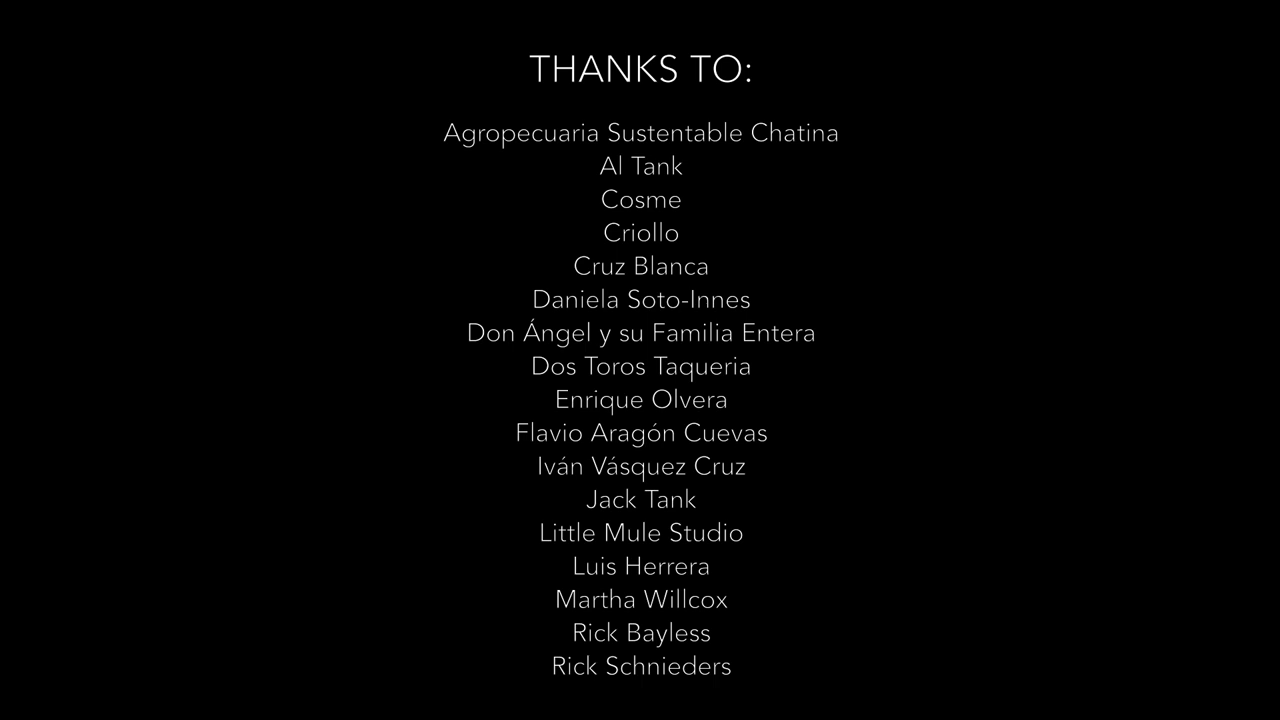 THANKS TO:
Agropecuaria Sustentable Chatina
Al Tank
Cosme
Criollo
Cruz Blanca
Daniela Soto-Innes
Don Ángel y su Familia Entera
Dos Toros Taqueria
Enrique Olvera
Flavio Aragón Cuevas
Iván Vásquez Cruz
Jack Tank
Little Mule Studio
Luis Herrera
Martha Willcox
Rick Bayless
Rick Schnieders